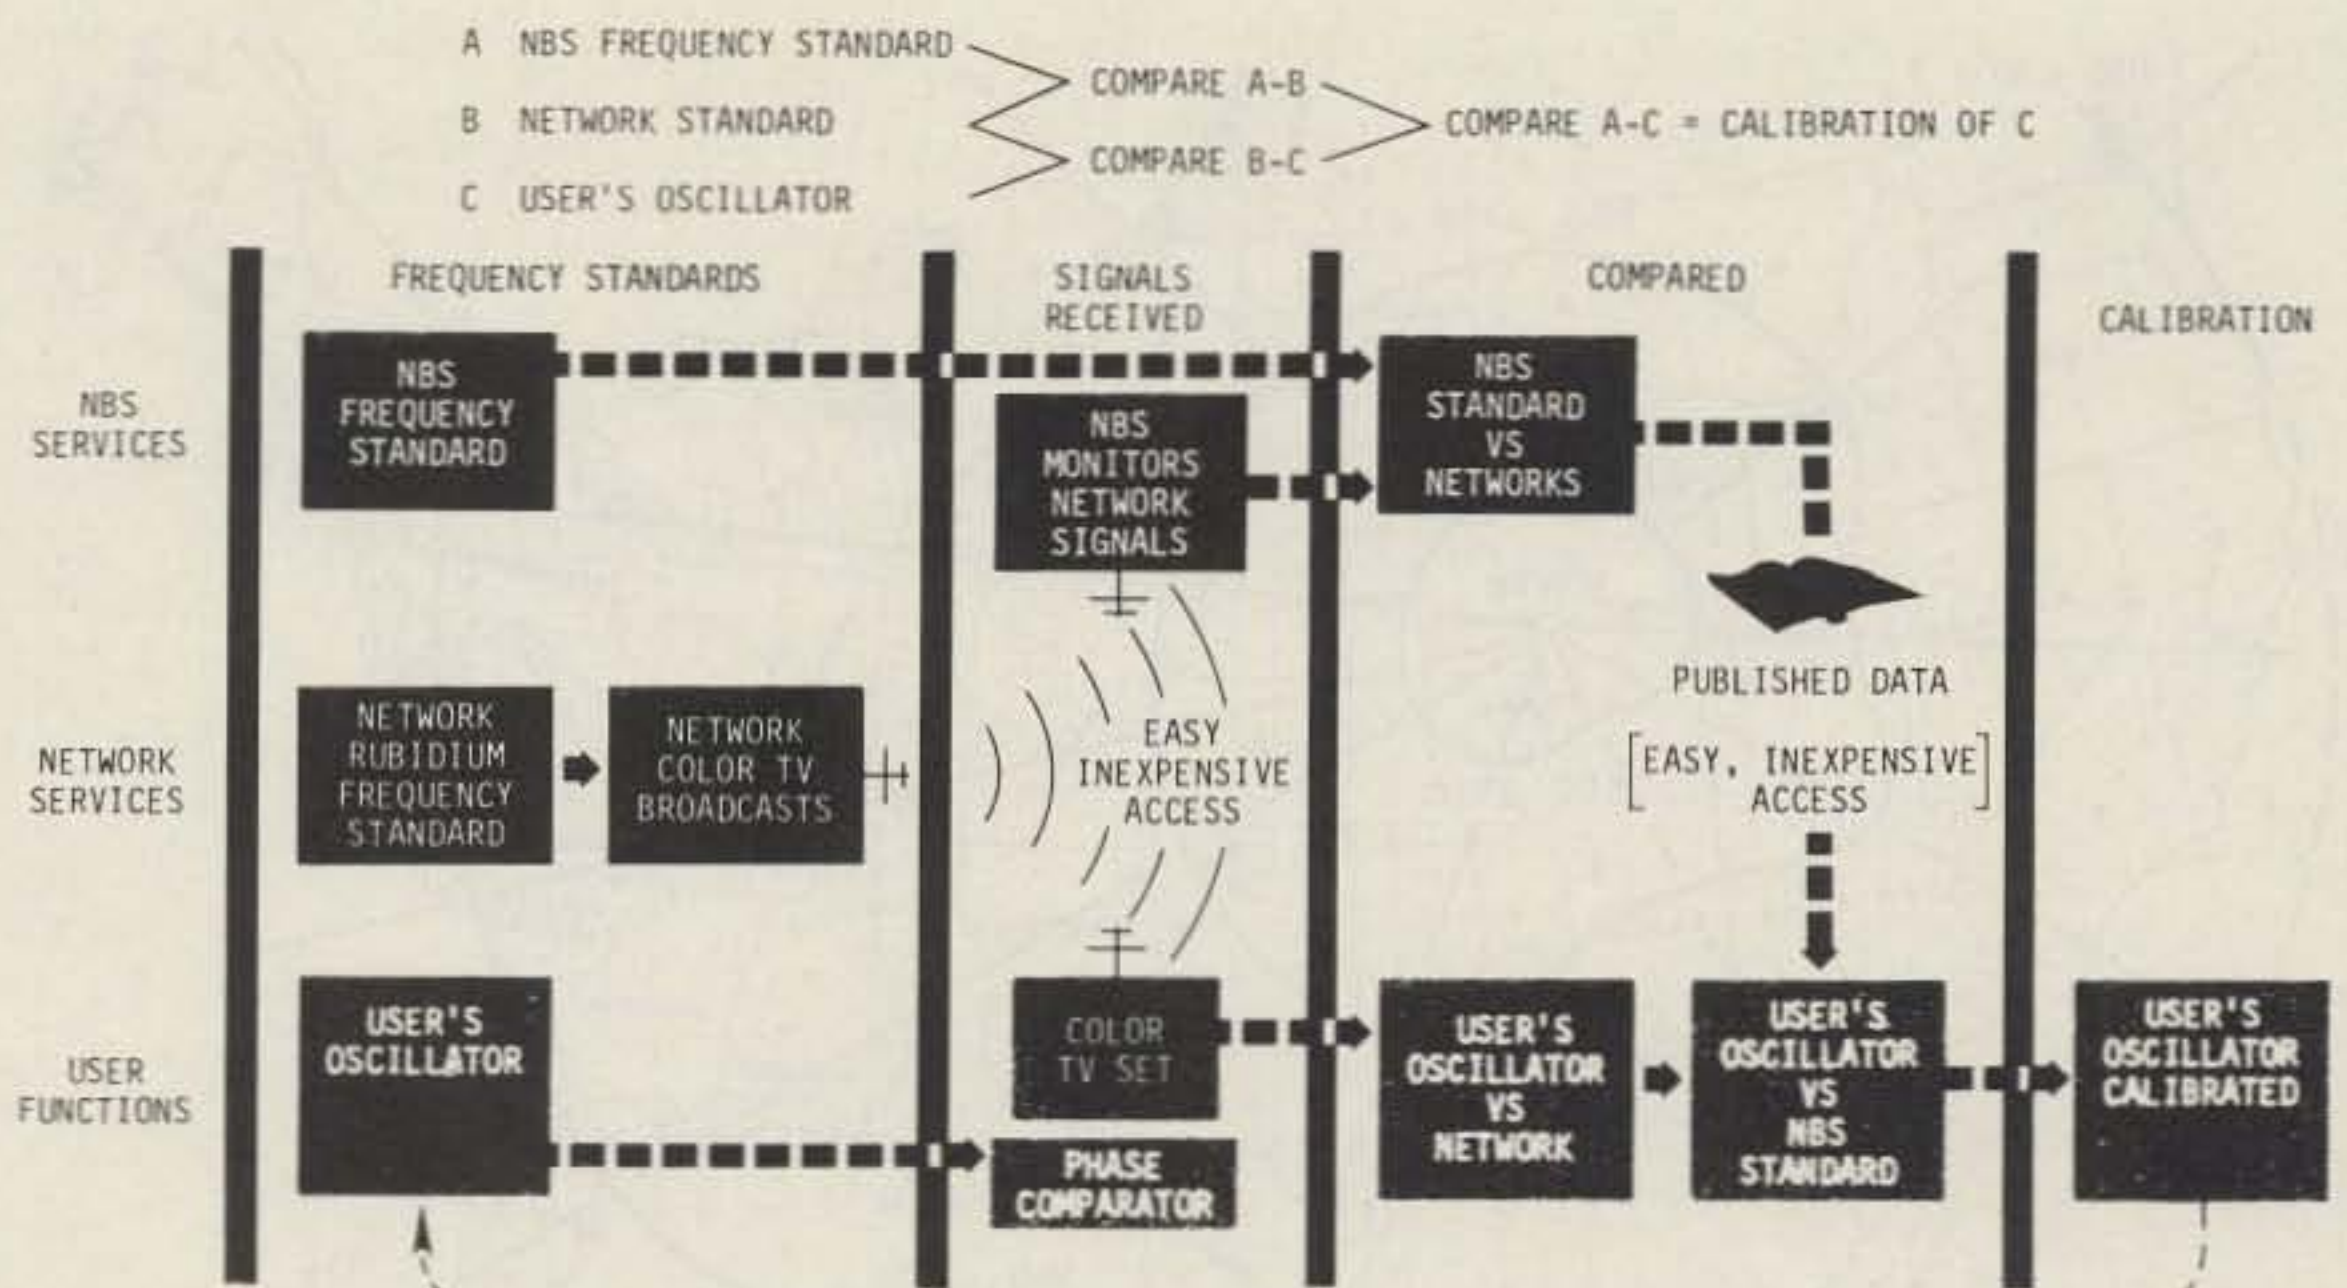 A NBS FREQUENCY STANDARD
COMPARE A-B
B NETWORK STANDARD
COMPARE A-C = CALIBRATION OF C
COMPARE B-C
C USER'S OSCILLATOR
FREQUENCY STANDARDS
SIGNALS
RECEIVED
COMPARED
CALIBRATION
NBS
SERVICES
NBS
FREQUENCY
STANDARD
NBS
MONITORS
NETWORK
SIGNALS
NBS
STANDARD
VS
NETWORKS
PUBLISHED DATA
[EASY, INEXPENSIVE]
ACCESS
NETWORK
SERVICES
NETWORK
RUBIDIUM
FREQUENCY
STANDARD
NETWORK
COLOR TV
BROADCASTS
EASY
INEXPENSIVE
ACCESS
USER
FUNCTIONS
USER'S
OSCILLATOR
COLOR
TV SET
PHASE
COMPARATOR
USER'S
OSCILLATOR
VS
NETWORK
USER'S
OSCILLATOR
VS
NBS
STANDARD
USER'S
OSCILLATOR
CALIBRATED